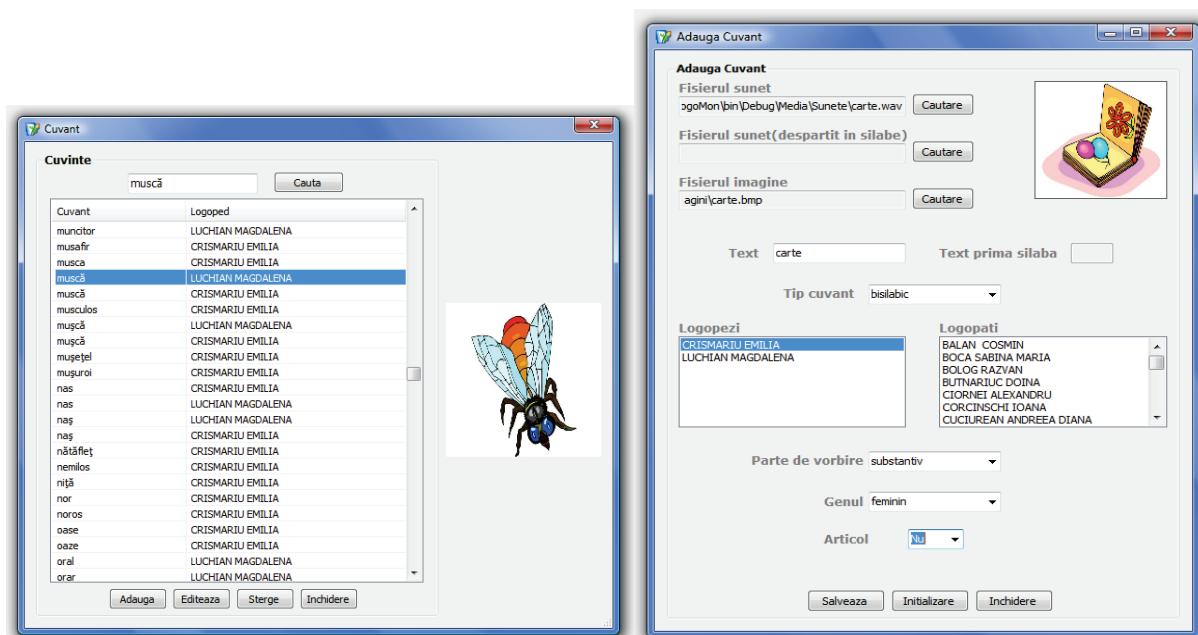 Cuvant
Cuvinte
muscă Cauta
Cuvant Logoped
muncitor LUCHIAN MAGDALENA
musafir CRISMARIU EMILIA
musca CRISMARIU EMILIA
muscă LUCHIAN MAGDALENA
muscă CRISMARIU EMILIA
musculos CRISMARIU EMILIA
muşcă LUCHIAN MAGDALENA
muşcă CRISMARIU EMILIA
muşeţel CRISMARIU EMILIA
muşuroi CRISMARIU EMILIA
nas CRISMARIU EMILIA
nas LUCHIAN MAGDALENA
naş LUCHIAN MAGDALENA
naş CRISMARIU EMILIA
nătăfleţ CRISMARIU EMILIA
nemilos CRISMARIU EMILIA
niţă CRISMARIU EMILIA
nor CRISMARIU EMILIA
noros CRISMARIU EMILIA
oase CRISMARIU EMILIA
oaze CRISMARIU EMILIA
oral LUCHIAN MAGDALENA
orar LUCHIAN MAGDALENA
Adauga Editeaza Sterge Inchidere
Adauga Cuvant
Adauga Cuvant
Fisierul sunet
ogoMon\bin\Debug\Media\Sunete\carte.wav Cautare
Fisierul sunet(despartit in silabe)
Cautare
Fisierul imagine
agini\carte.bmp Cautare
Text carte Text prima silaba
Tip cuvant bisilabic
Logopezi Logopati
CRISMARIU EMILIA BALAN COSMIN
LUCHIAN MAGDALENA BOCA SABINA MARIA
BOLOG RAZVAN
BUTNARIUC DOINA
CIORNEI ALEXANDRU
CORCINSCHI IOANA
CUCIUREAN ANDREEA DIANA
Parte de vorbire substantiv
Genul feminin
Articol Nu
Salveaza Initializare Inchidere